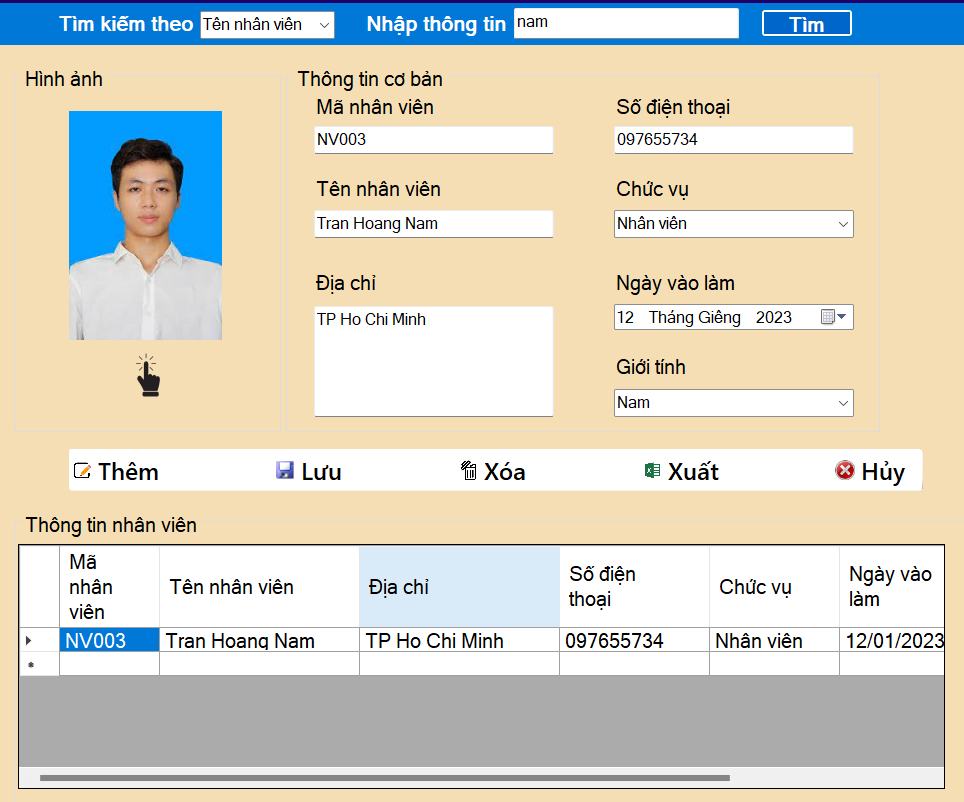 Tìm kiếm theo Tên nhân viên Nhập thông tin nam Tìm
Hình ảnh
Thông tin cơ bản
Mã nhân viên Số điện thoại
NV003 097655734
Tên nhân viên Chức vụ
Tran Hoang Nam Nhân viên
Địa chỉ Ngày vào làm
TP Ho Chi Minh 12 Tháng Giêng 2023
Giới tính
Nam
Thêm Lưu Xóa Xuất Hủy
Thông tin nhân viên
Mã nhân viên Tên nhân viên Địa chỉ Số điện thoại Chức vụ Ngày vào làm
NV003 Tran Hoang Nam TP Ho Chi Minh 097655734 Nhân viên 12/01/2023